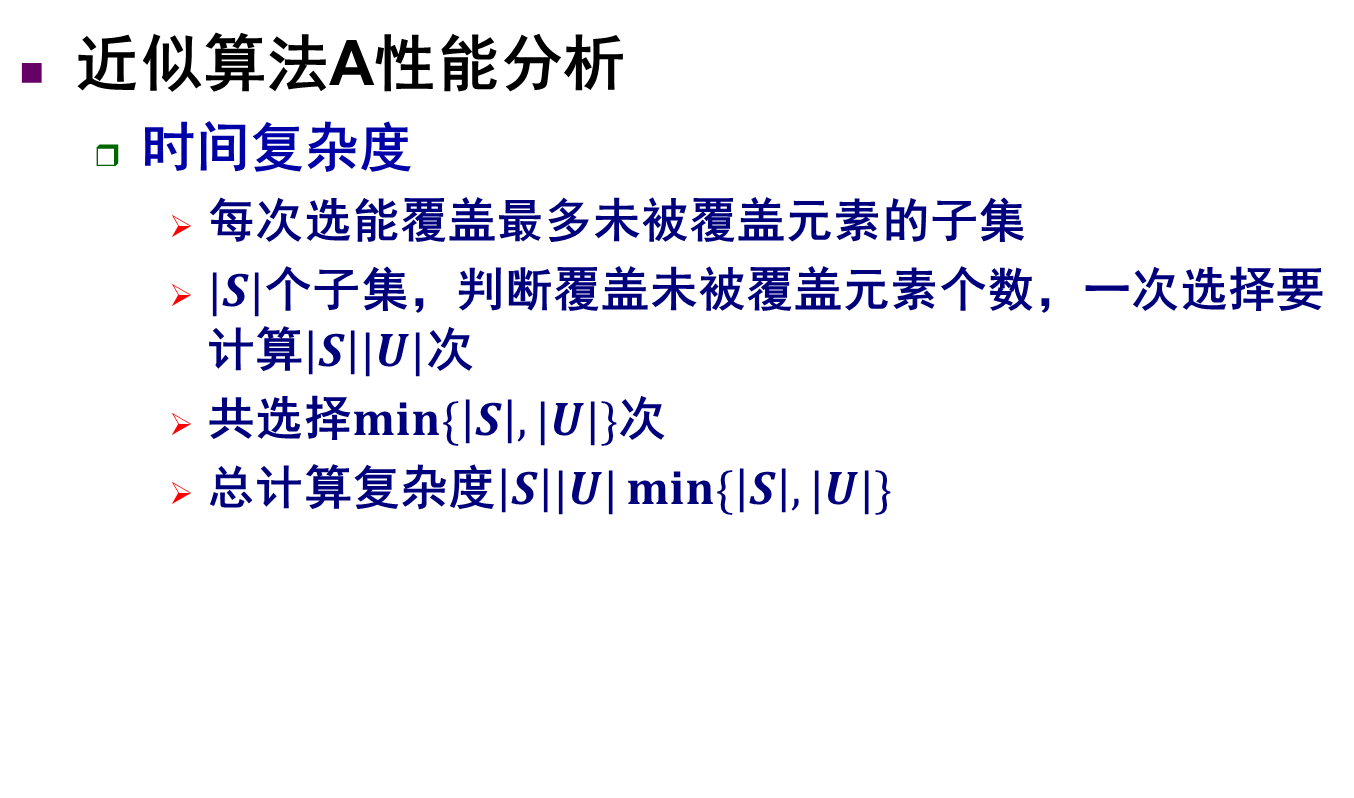 近似算法A性能分析
时间复杂度
每次选能覆盖最多未被覆盖元素的子集
|S|个子集，判断覆盖未被覆盖元素个数，一次选择要
计算|S||U|次
共选择min{|S|, |U|}次
总计算复杂度|S||U| min{|S|, |U|}